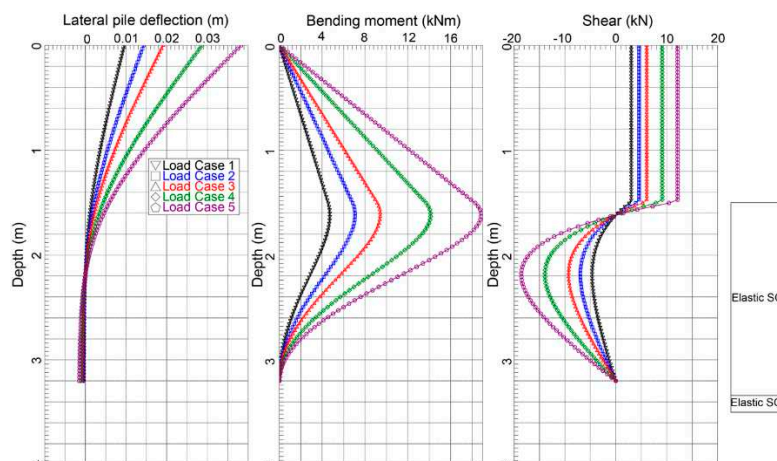 Lateral pile deflection (m)
0 0.01 0.02 0.03
Depth (m)
0
1
2
3
Load Case 1
Load Case 2
Load Case 3
Load Case 4
Load Case 5
Bending moment (kNm)
0 4 8 12 16
Depth (m)
0
1
2
3
Shear (kN)
-20 -10 0 10 20
Depth (m)
0
1
2
3
Elastic SO
Elastic SO